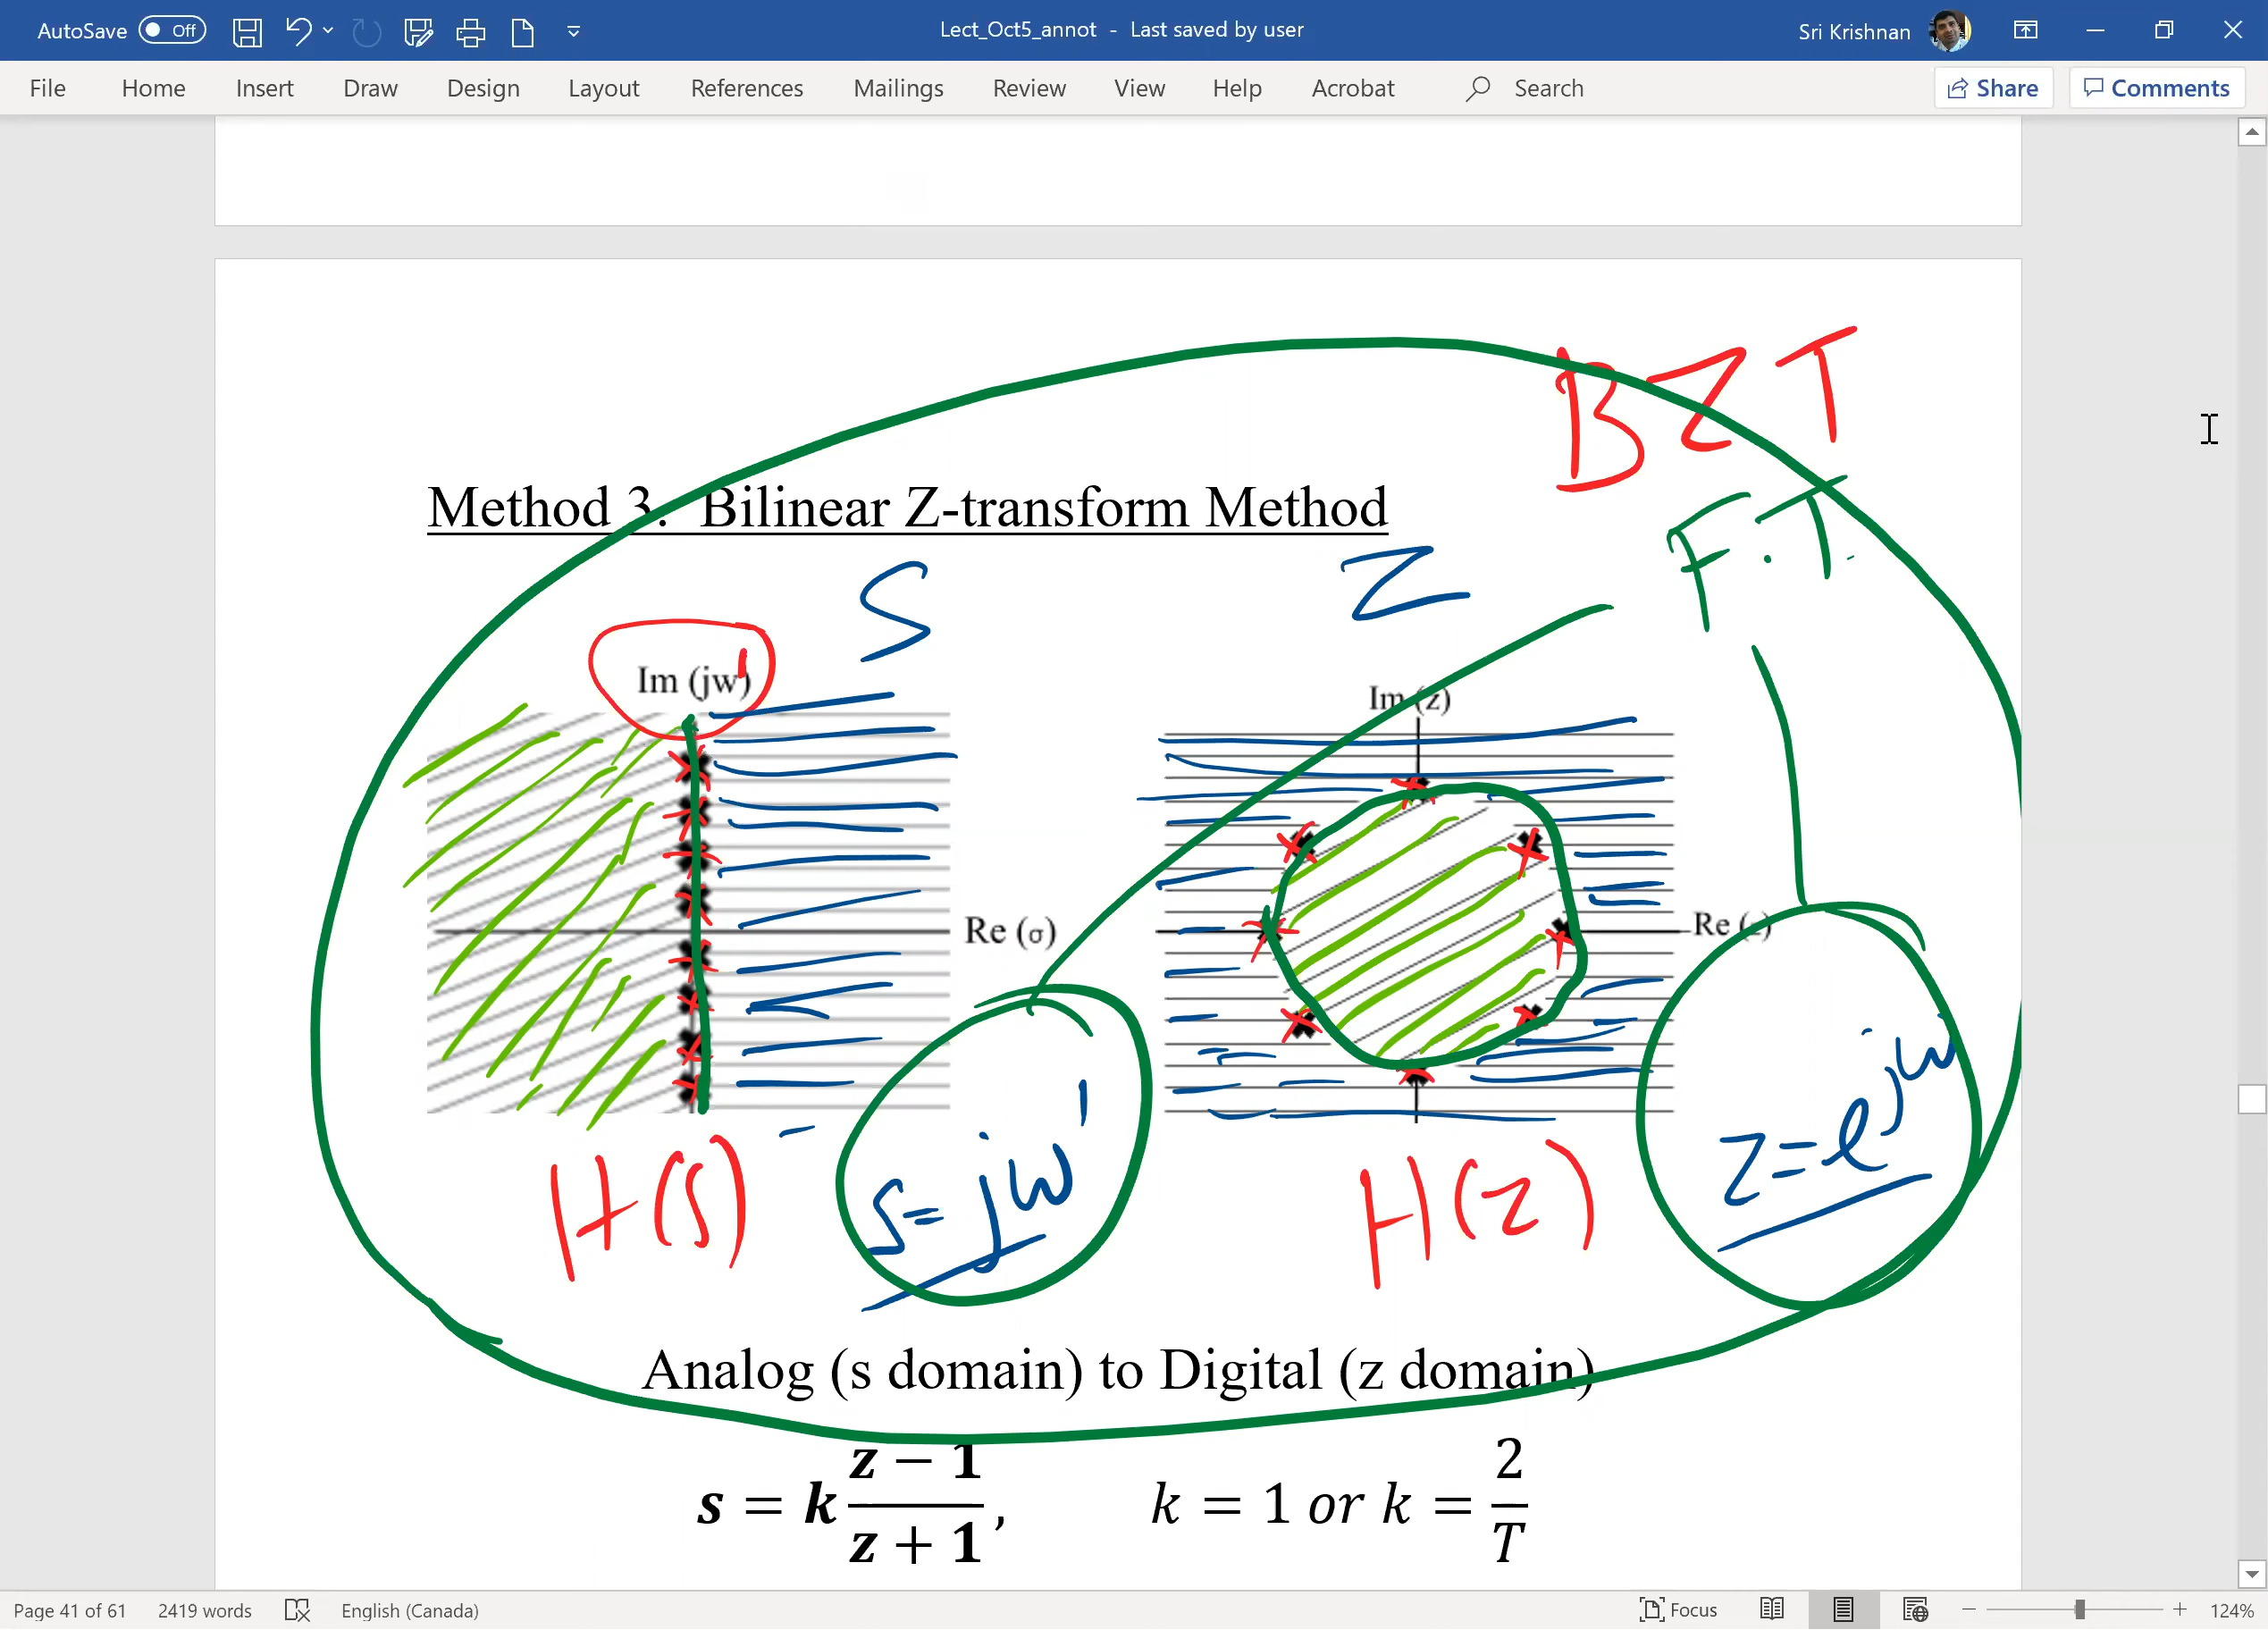 AutoSave Off Lect_Oct5_annot - Last saved by user Sri Krishnan
File Home Insert Draw Design Layout References Mailings Review View Help Acrobat Search Share Comments
BZT
Method 3. Bilinear Z-transform Method
F.T.
S Z
Im (jw')
Im (z)
Re (σ)
Re (z)
H(s) s=jw' H(z) z=e^jw
Analog (s domain) to Digital (z domain)
s = k (z − 1)/(z + 1), k = 1 or k = 2/T
Page 41 of 61 2419 words English (Canada) Focus 124%